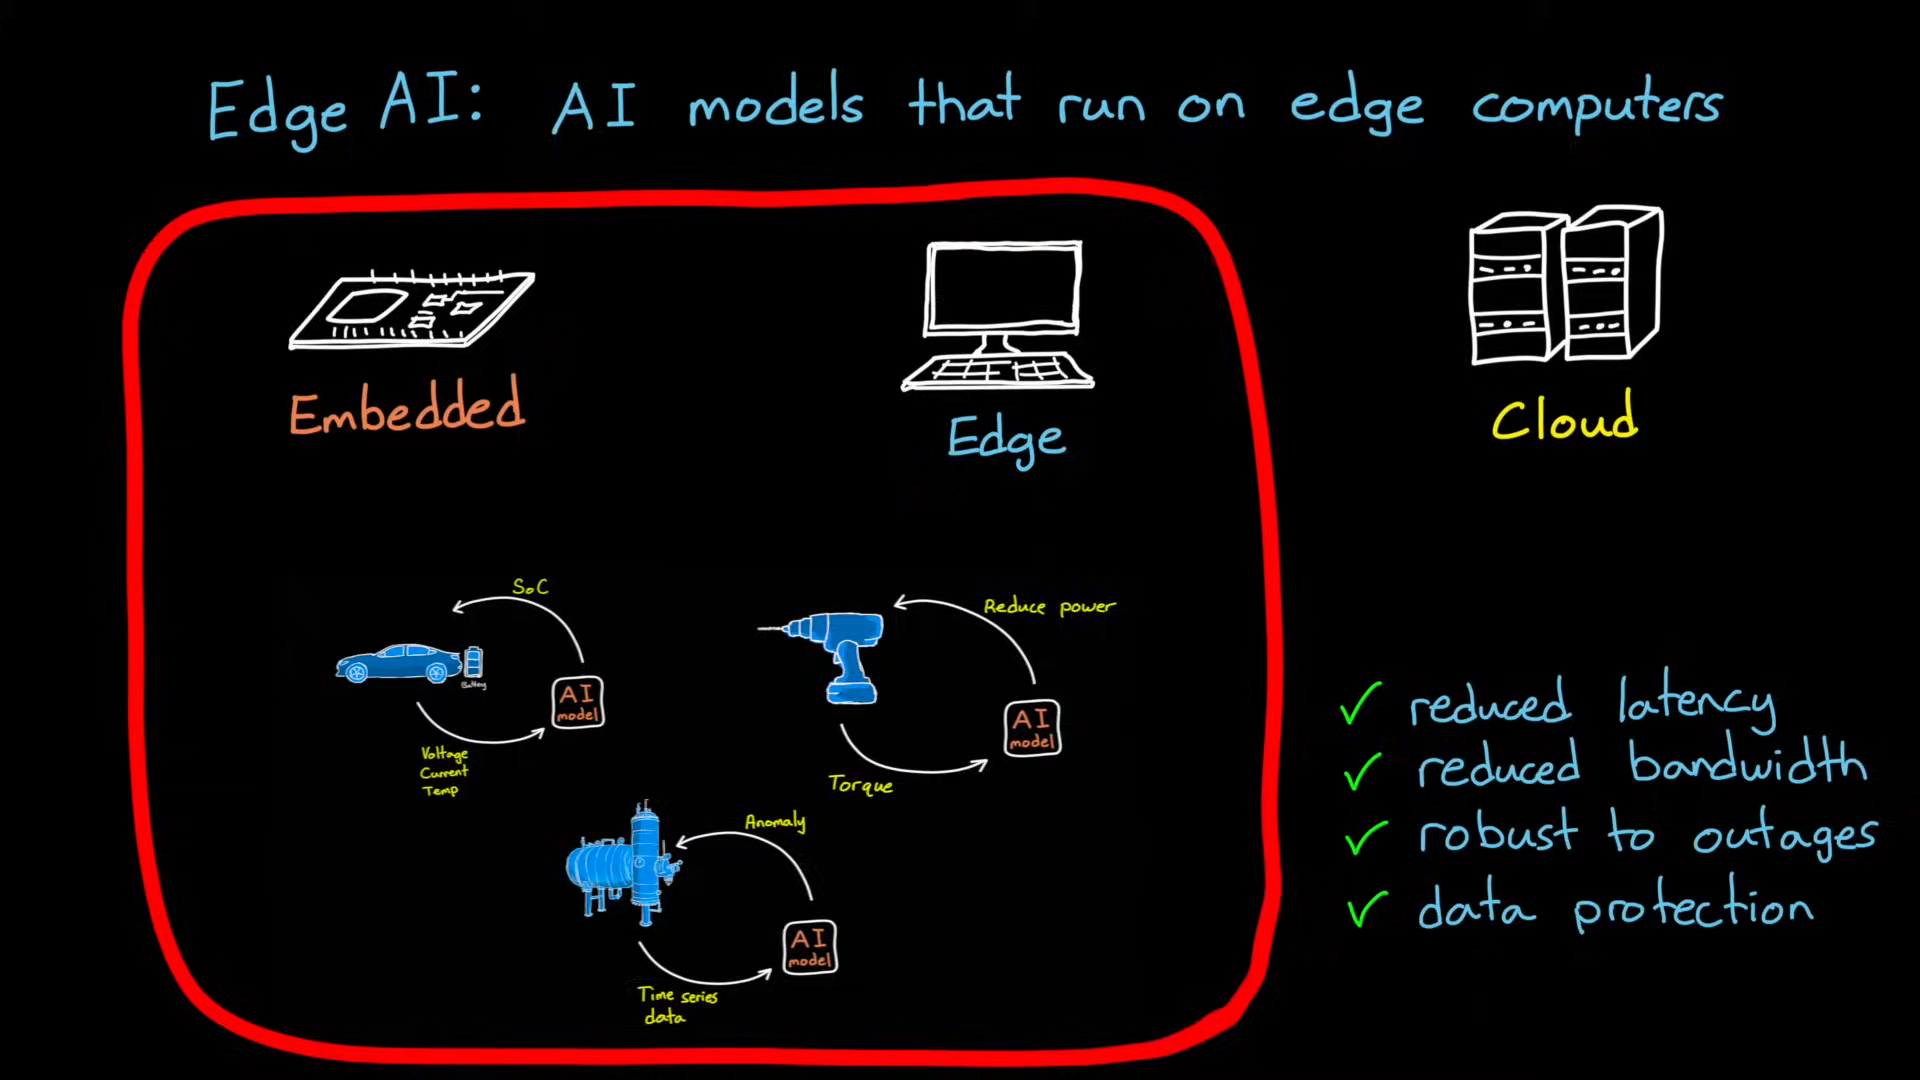 Edge AI: AI models that run on edge computers
Embedded
Edge
Cloud
SoC
Battery
AI
model
Voltage
Current
Temp
Reduce power
AI
model
Torque
Anomaly
AI
model
Time series
data
✓ reduced latency
✓ reduced bandwidth
✓ robust to outages
✓ data protection